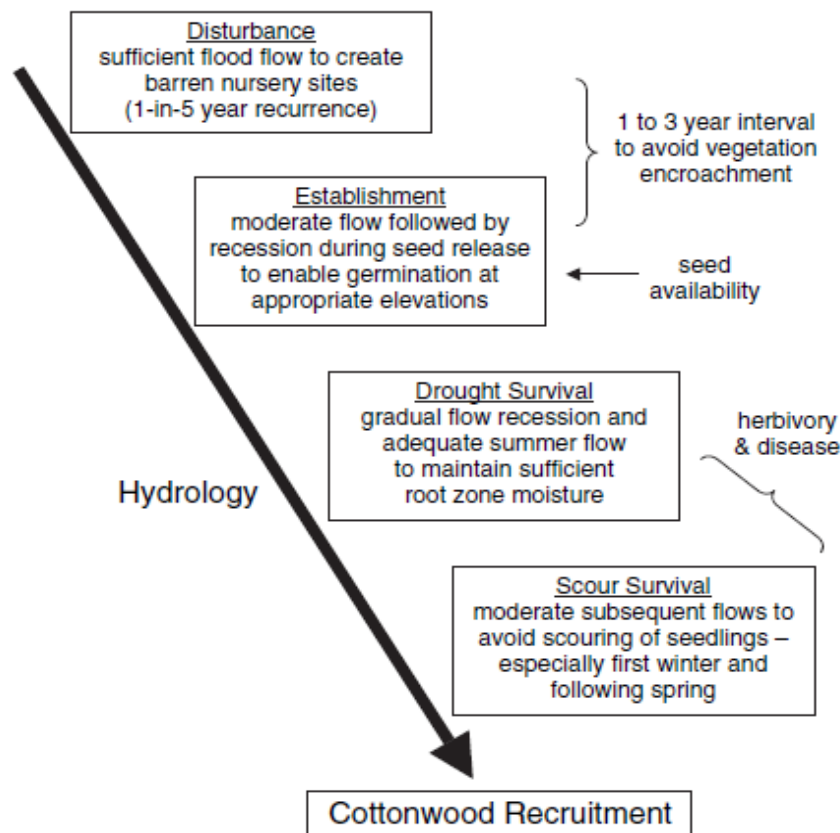 Disturbance
sufficient flood flow to create
barren nursery sites
(1-in-5 year recurrence)
1 to 3 year interval
to avoid vegetation
encroachment
Establishment
moderate flow followed by
recession during seed release
to enable germination at
appropriate elevations
seed
availability
Drought Survival
gradual flow recession and
adequate summer flow
to maintain sufficient
root zone moisture
herbivory
& disease
Hydrology
Scour Survival
moderate subsequent flows to
avoid scouring of seedlings –
especially first winter and
following spring
Cottonwood Recruitment